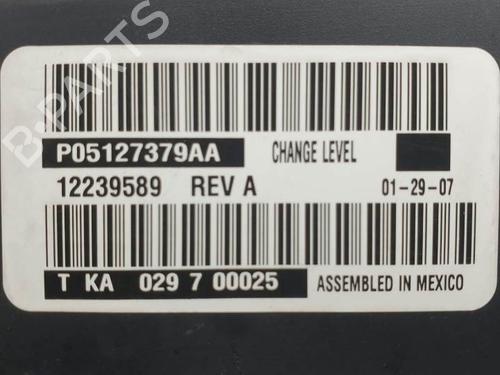 P05127379AA CHANGE LEVEL
12239589 REV A 01-29-07
T KA 029 7 00025 ASSEMBLED IN MEXICO
B-PARTS